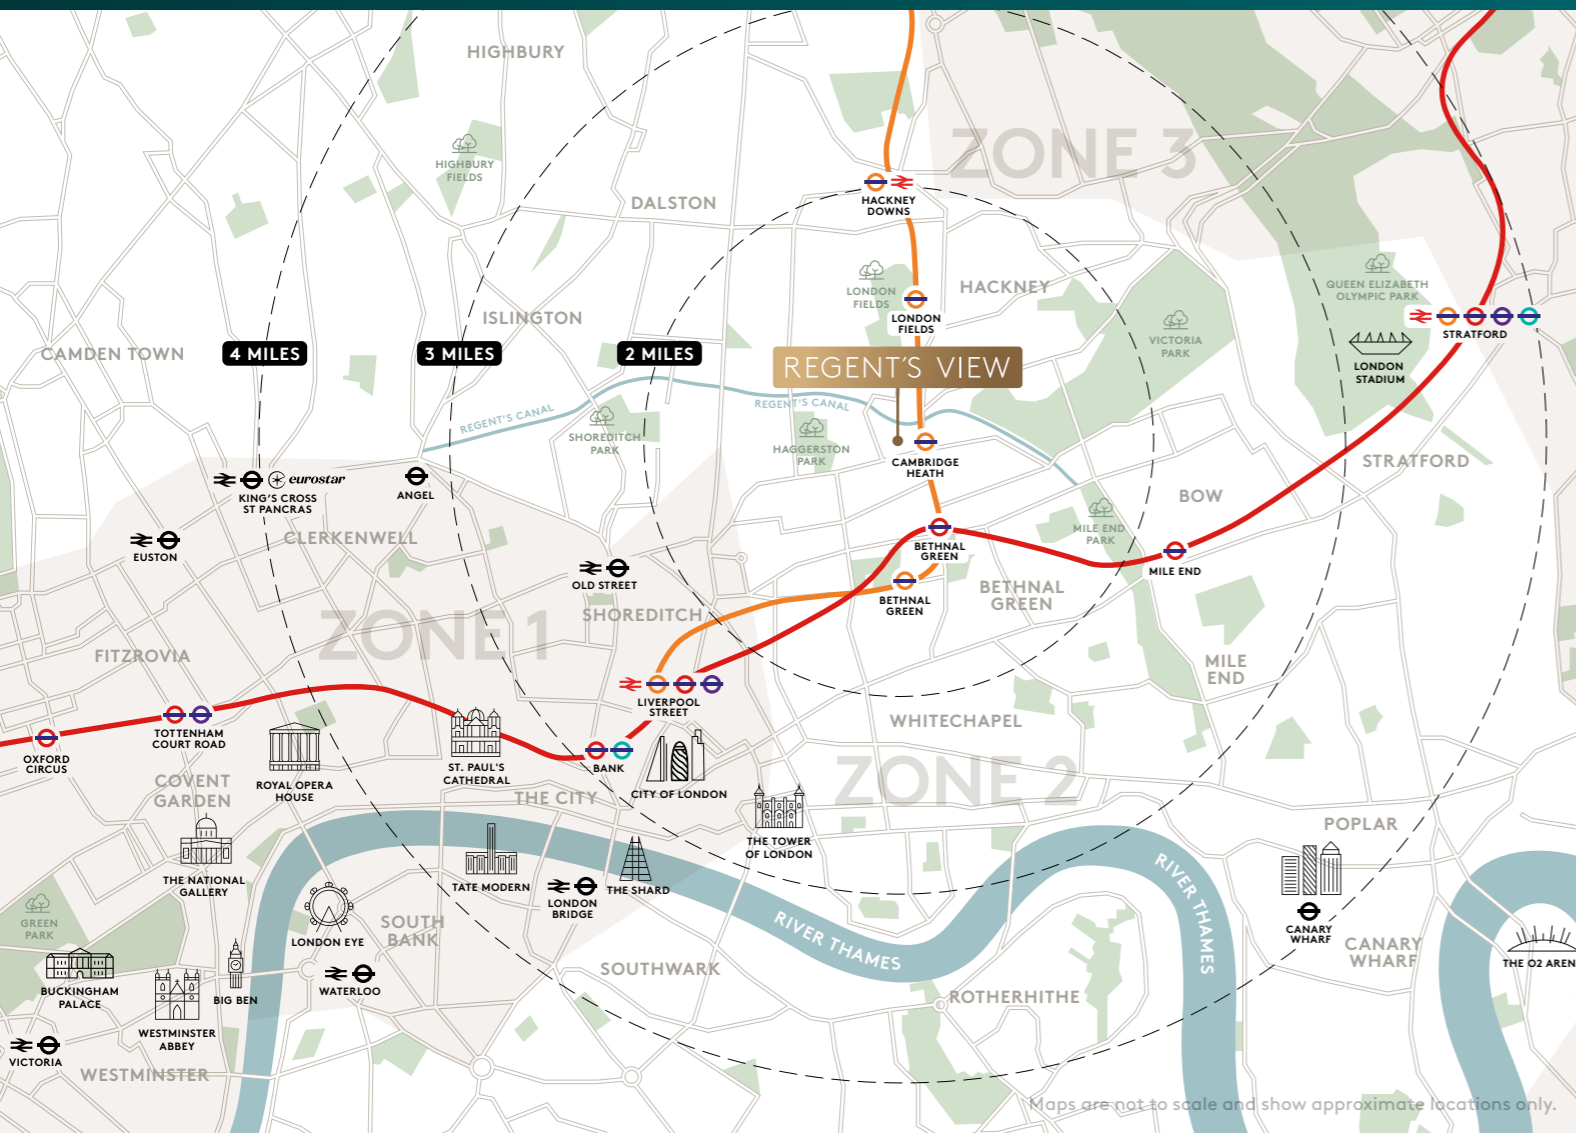 HIGHBURY
ZONE 3
HIGHBURY
FIELDS
DALSTON
HACKNEY
DOWNS
LONDON
FIELDS
HACKNEY
LONDON
FIELDS
QUEEN ELIZABETH
OLYMPIC PARK
ISLINGTON
VICTORIA
PARK
STRATFORD
CAMDEN TOWN
4 MILES
3 MILES
2 MILES
REGENT'S VIEW
LONDON
STADIUM
REGENT'S CANAL
REGENT'S CANAL
SHOREDITCH
PARK
HAGGERSTON
PARK
CAMBRIDGE
HEATH
STRATFORD
eurostar
KING'S CROSS
ST PANCRAS
ANGEL
BOW
CLERKENWELL
MILE END
PARK
EUSTON
BETHNAL
GREEN
MILE END
OLD STREET
BETHNAL
GREEN
BETHNAL
GREEN
SHOREDITCH
ZONE 1
FITZROVIA
MILE
END
LIVERPOOL
STREET
WHITECHAPEL
TOTTENHAM
COURT ROAD
OXFORD
CIRCUS
BANK
ST. PAUL'S
CATHEDRAL
COVENT
GARDEN
ROYAL OPERA
HOUSE
THE CITY
CITY OF LONDON
ZONE 2
POPLAR
THE TOWER
OF LONDON
THE NATIONAL
GALLERY
TATE MODERN
THE SHARD
LONDON
BRIDGE
RIVER THAMES
RIVER THAMES
GREEN
PARK
SOUTH
BANK
LONDON EYE
CANARY
WHARF
CANARY
WHARF
THE O2 AREN
SOUTHWARK
BUCKINGHAM
PALACE
BIG BEN
WATERLOO
ROTHERHITHE
WESTMINSTER
ABBEY
VICTORIA
WESTMINSTER
Maps are not to scale and show approximate locations only.